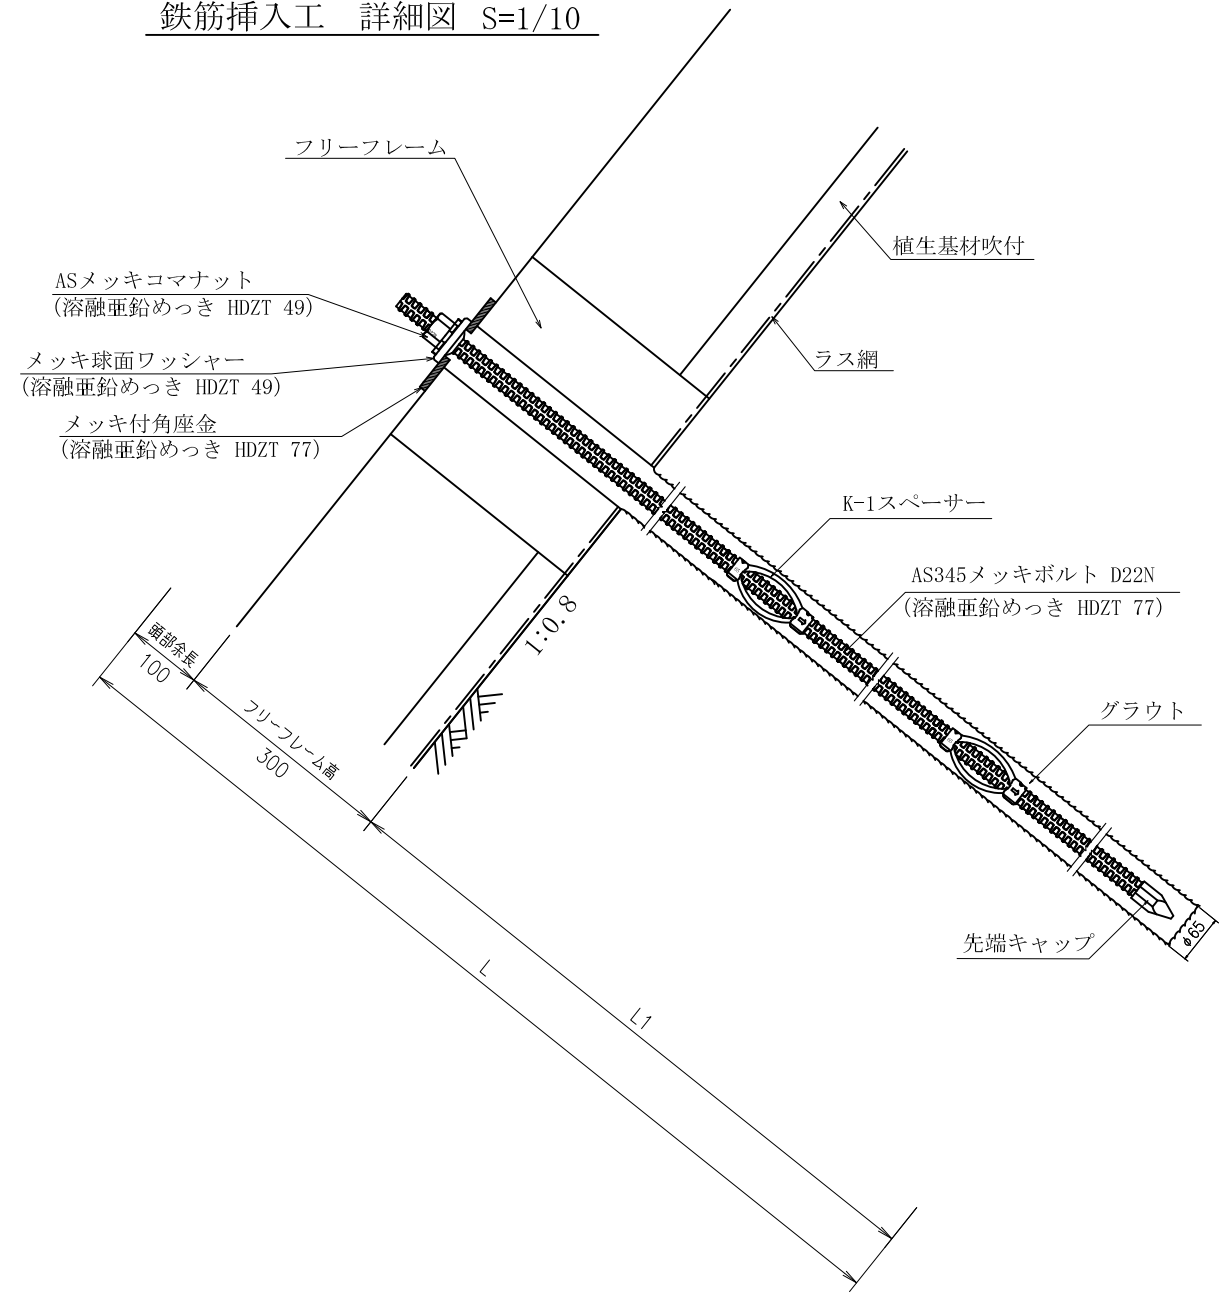 鉄筋挿入工　詳細図 S=1/10
フリーフレーム
植生基材吹付
ASメッキコマナット
(溶融亜鉛めっき HDZT 49)
ラス網
メッキ球面ワッシャー
(溶融亜鉛めっき HDZT 49)
メッキ付角座金
(溶融亜鉛めっき HDZT 77)
K-1スペーサー
AS345メッキボルト D22N
(溶融亜鉛めっき HDZT 77)
1:0.8
頭部余長
100
フリーフレーム高
300
グラウト
先端キャップ
φ65
L
L1